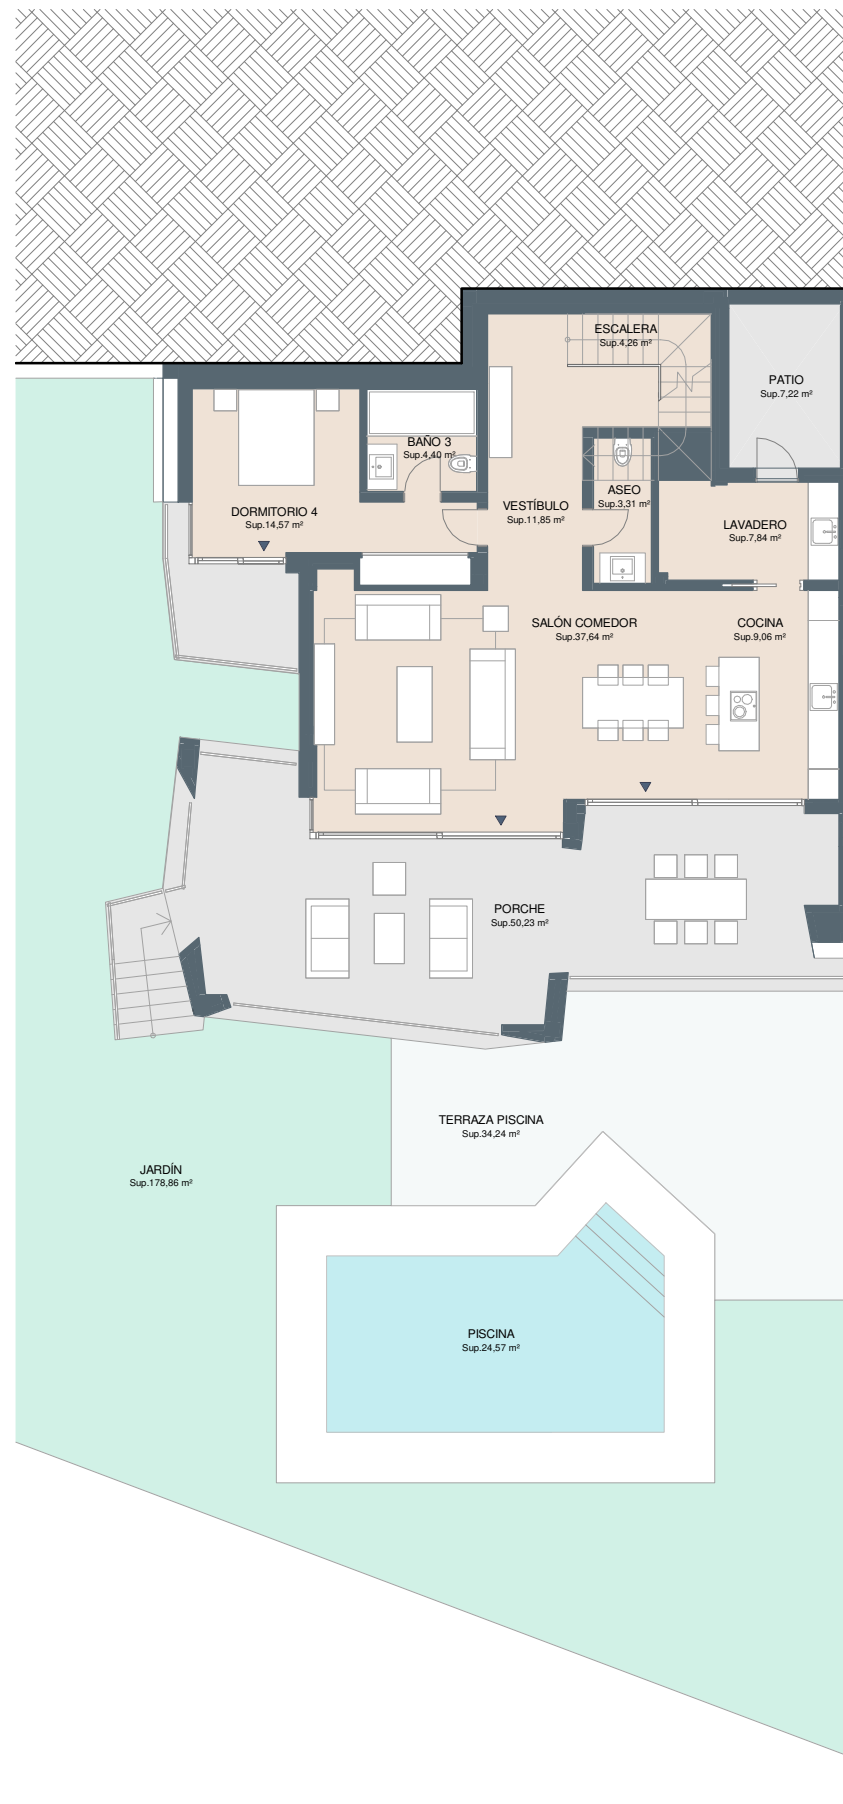 ESCALERA
Sup.4,26 m²
PATIO
Sup.7,22 m²
BAÑO 3
Sup.4,40 m²
DORMITORIO 4
Sup.14,57 m²
VESTÍBULO
Sup.11,85 m²
ASEO
Sup.3,31 m²
LAVADERO
Sup.7,84 m²
SALÓN COMEDOR
Sup.37,64 m²
COCINA
Sup.9,06 m²
PORCHE
Sup.50,23 m²
TERRAZA PISCINA
Sup.34,24 m²
JARDÍN
Sup.178,86 m²
PISCINA
Sup.24,57 m²